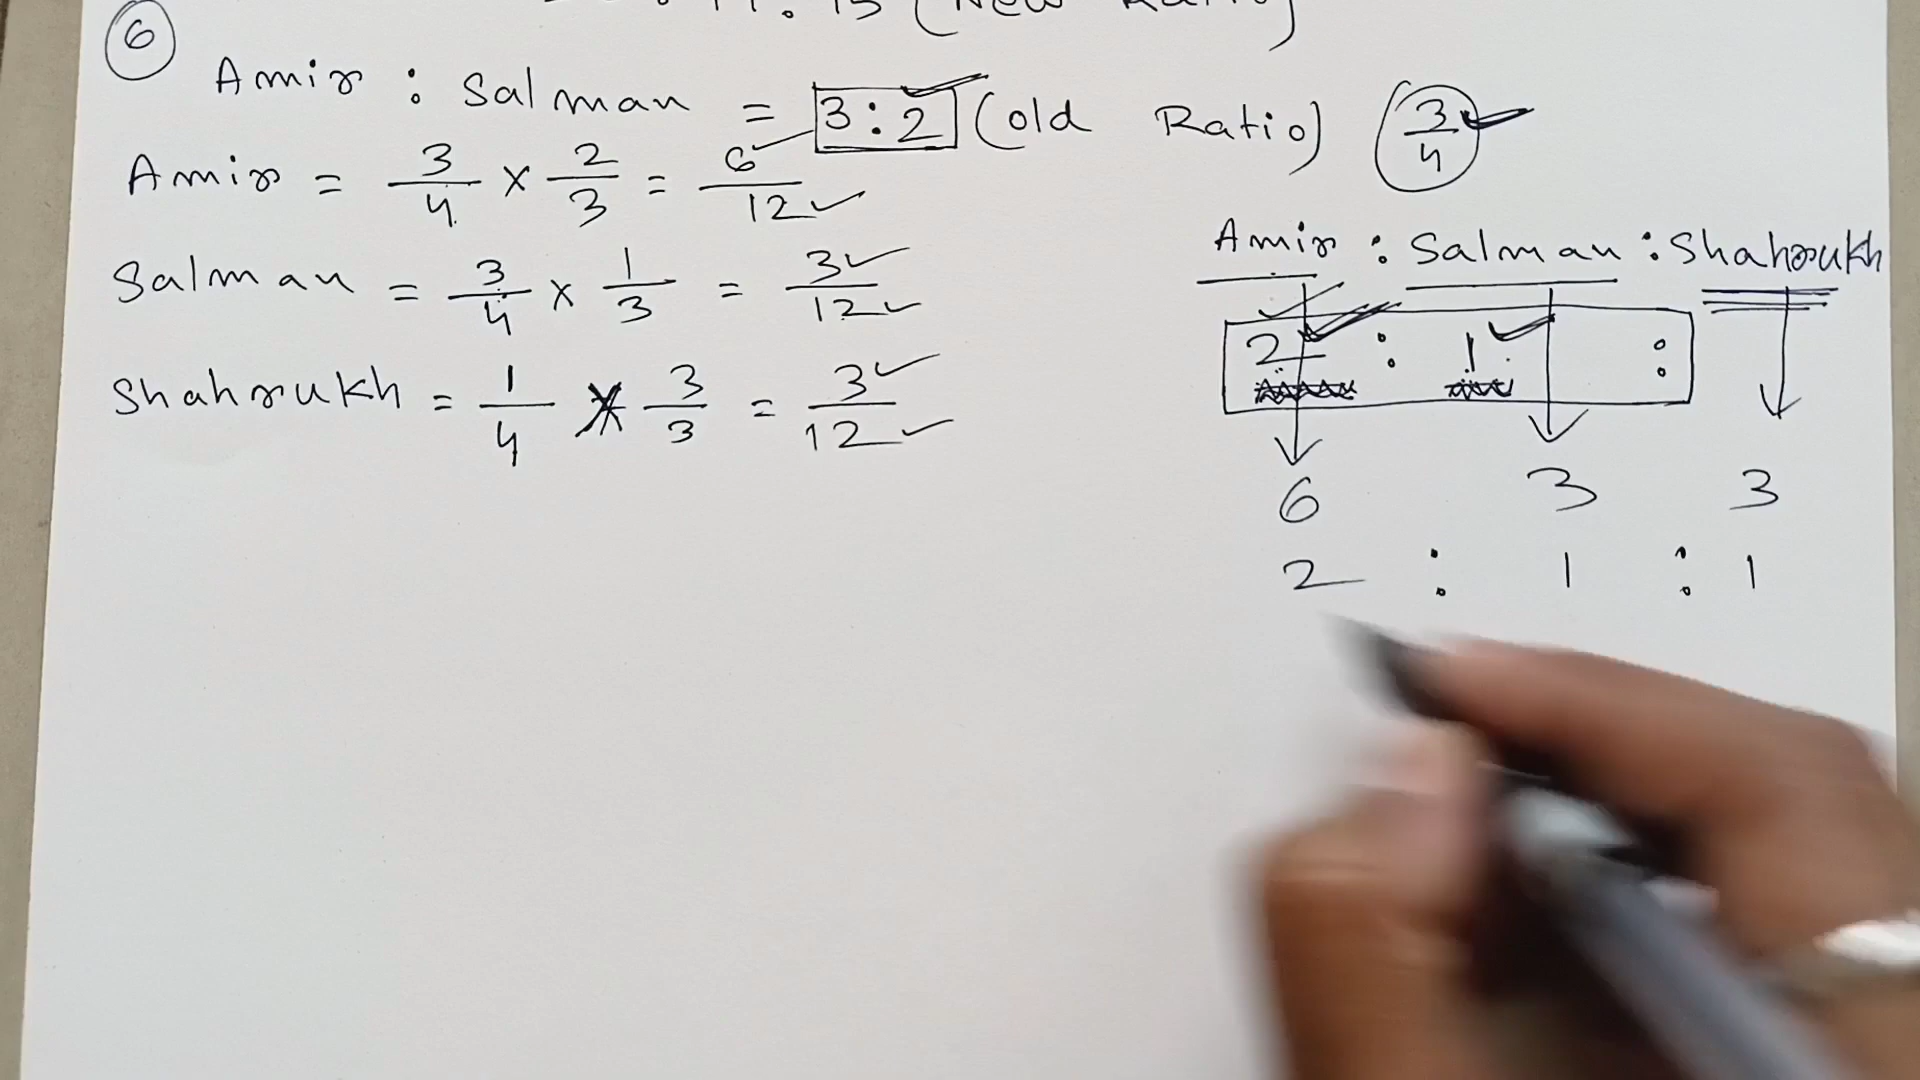 (New Ratio)
6
Amir : Salman = 3:2 (old Ratio) 3/4
Amir = 3/4 × 2/3 = 6/12
Salman = 3/4 × 1/3 = 3/12
Shahrukh = 1/4 × 3/3 = 3/12
Amir : Salman : Shahrukh
2 : 1 :
6 3 3
2 : 1 : 1